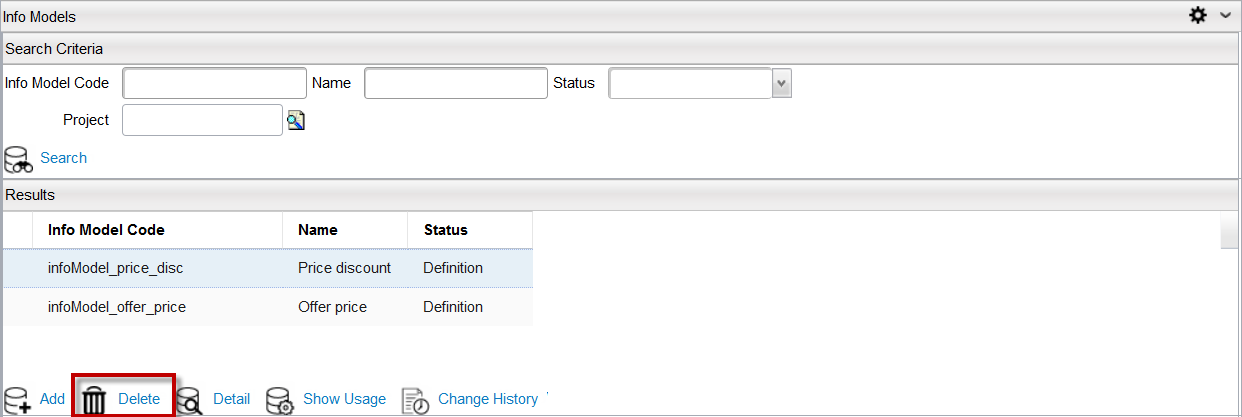 Info Models
Search Criteria
Info Model Code Name Status
Project
Search
Results
Info Model Code Name Status
infoModel_price_disc Price discount Definition
infoModel_offer_price Offer price Definition
Add Delete Detail Show Usage Change History